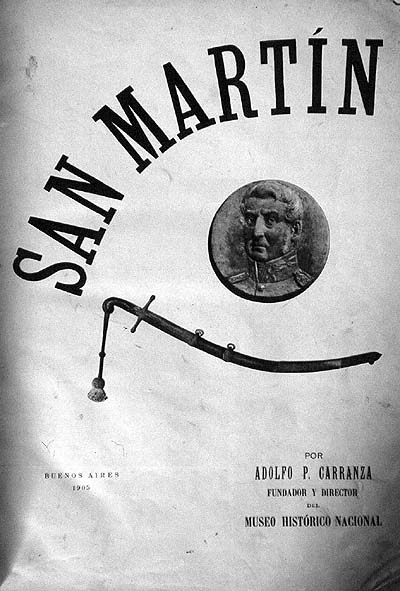 SAN MARTÍN
BUENOS AIRES
1905
POR
ADOLFO P. CARRANZA
FUNDADOR Y DIRECTOR
DEL
MUSEO HISTÓRICO NACIONAL